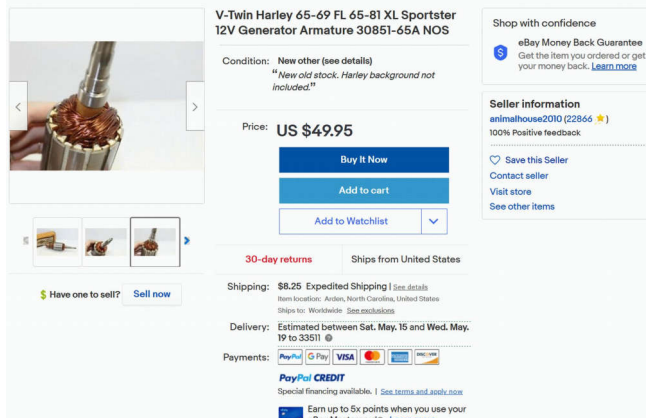 V-Twin Harley 65-69 FL 65-81 XL Sportster
12V Generator Armature 30851-65A NOS
Condition: New other (see details)
“New old stock. Harley background not
included.”
Price: US $49.95
Buy It Now
Add to cart
Add to Watchlist
30-day returns
Ships from United States
Shipping: $8.25 Expedited Shipping | See details
Item location: Arden, North Carolina, United States
Ships to: Worldwide See exclusions
Delivery: Estimated between Sat. May. 15 and Wed. May.
19 to 33511
Payments: PayPal G Pay VISA DISCOVER
PayPal CREDIT
Special financing available. | See terms and apply now
Earn up to 5x points when you use your
Have one to sell? Sell now
Shop with confidence
eBay Money Back Guarantee
Get the item you ordered or get
your money back. Learn more
Seller information
animalhouse2010 (22866 )
100% Positive feedback
Save this Seller
Contact seller
Visit store
See other items